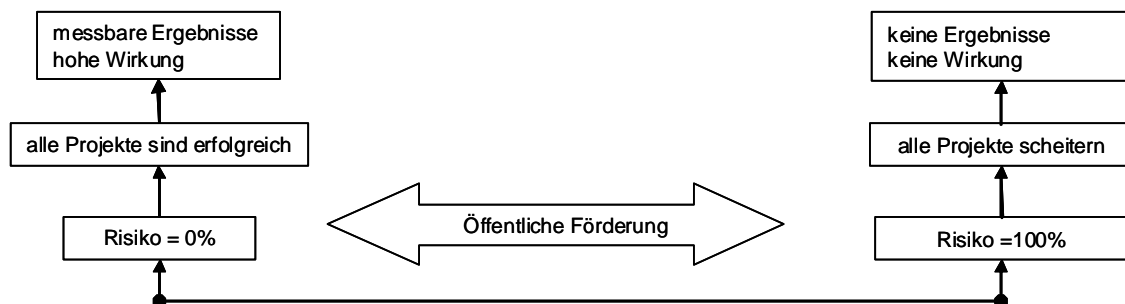 messbare Ergebnisse
hohe Wirkung
keine Ergebnisse
keine Wirkung
alle Projekte sind erfolgreich
alle Projekte scheitern
Öffentliche Förderung
Risiko = 0%
Risiko =100%